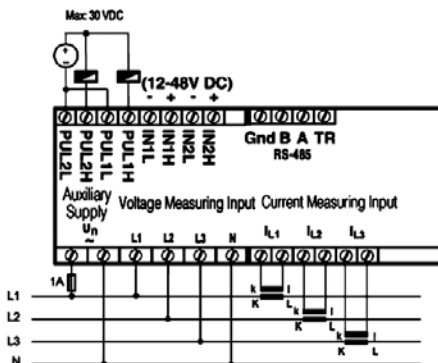 Max: 30 VDC
(12-48V DC)
- + - +
PUL2L PUL2H PUL1L PUL1H IN1L IN1H IN2L IN2H
Gnd B A TR
RS-485
Auxiliary Supply Voltage Measuring Input Current Measuring Input
Un ~ L1 L2 L3 N IL1 IL2 IL3
1A
L1 k l
K L
L2 k l
K L
L3 k l
K L
N